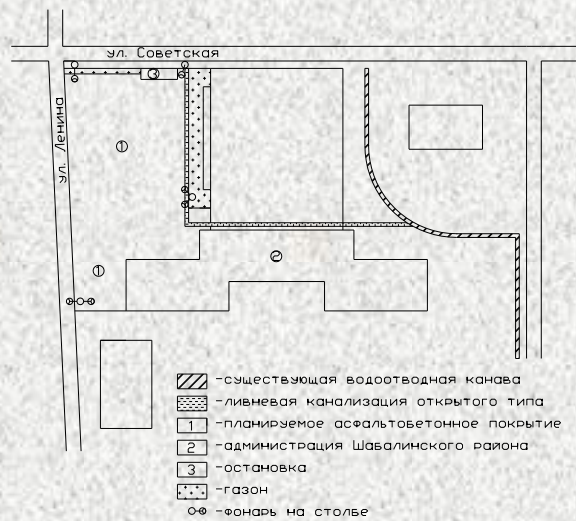 ул. Советская
3
ул. Ленина
1
1
2
-существующая водоотводная канава
-ливневая канализация открытого типа
1 -планируемое асфальтобетонное покрытие
2 -администрация Шабалинского района
3 -остановка
-газон
-фонарь на столбе